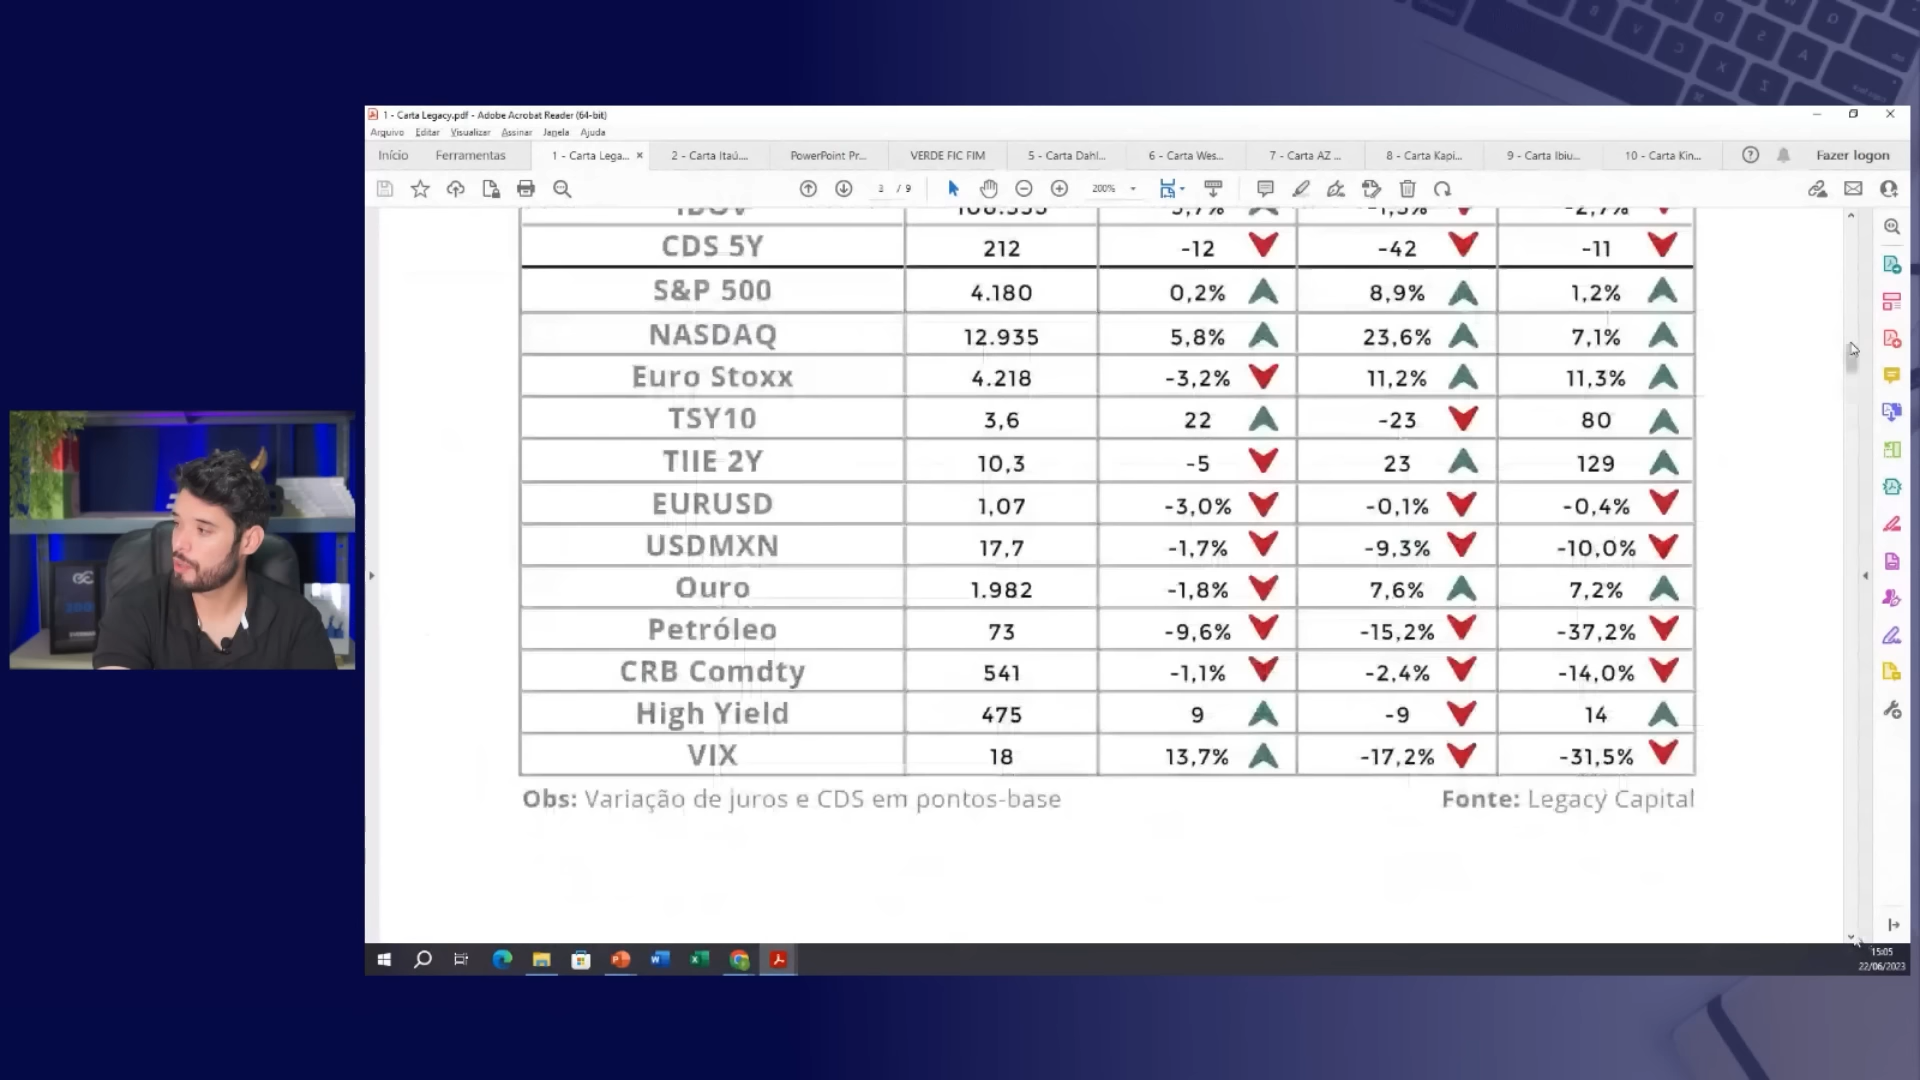 1 - Carta Legacy.pdf - Adobe Acrobat Reader (64-bit)
Arquivo Editar Visualizar Assinar Janela Ajuda
Início Ferramentas 1 - Carta Lega... × 2 - Carta Itaú.... PowerPoint Pr... VERDE FIC FIM 5 - Carta Dahl... 6 - Carta Wes... 7 - Carta AZ ... 8 - Carta Kapi... 9 - Carta Ibiu... 10 - Carta Kin... Fazer logon
/ 9 200%
IBOV -1,3% -2,7%
CDS 5Y 212 -12 -42 -11
S&P 500 4.180 0,2% 8,9% 1,2%
NASDAQ 12.935 5,8% 23,6% 7,1%
Euro Stoxx 4.218 -3,2% 11,2% 11,3%
TSY10 3,6 22 -23 80
TIIE 2Y 10,3 -5 23 129
EURUSD 1,07 -3,0% -0,1% -0,4%
USDMXN 17,7 -1,7% -9,3% -10,0%
Ouro 1.982 -1,8% 7,6% 7,2%
Petróleo 73 -9,6% -15,2% -37,2%
CRB Comdty 541 -1,1% -2,4% -14,0%
High Yield 475 9 -9 14
VIX 18 13,7% -17,2% -31,5%
Obs: Variação de juros e CDS em pontos-base Fonte: Legacy Capital
15:05
22/06/2023